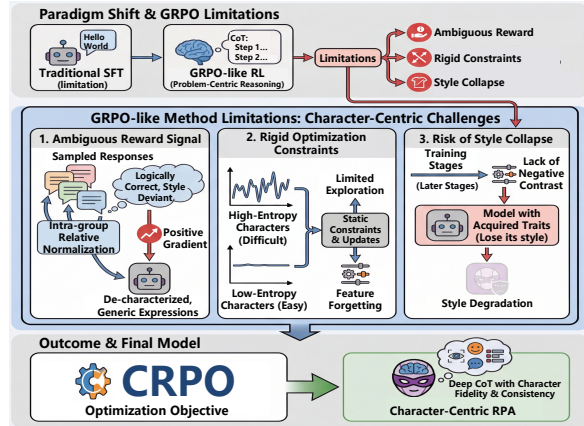 Paradigm Shift & GRPO Limitations
Hello
World
Traditional SFT
(limitation)
CoT:
Step 1...
Step 2...
GRPO-like RL
(Problem-Centric Reasoning)
Limitations
Ambiguous Reward
Rigid Constraints
Style Collapse
GRPO-like Method Limitations: Character-Centric Challenges
1. Ambiguous Reward Signal
Sampled Responses
Logically
Correct, Style
Deviant.
Intra-group
Relative
Normalization
Positive
Gradient
De-characterized,
Generic Expressions
2. Rigid Optimization
Constraints
High-Entropy
Characters
(Difficult)
Low-Entropy
Characters (Easy)
Limited
Exploration
Static
Constraints
& Updates
Feature
Forgetting
3. Risk of Style Collapse
Training
Stages
(Later Stages)
Lack of
Negative
Contrast
Model with
Acquired Traits
(Lose its style)
Style Degradation
Outcome & Final Model
CRPO
Optimization Objective
Deep CoT with Character
Fidelity & Consistency
Character-Centric RPA